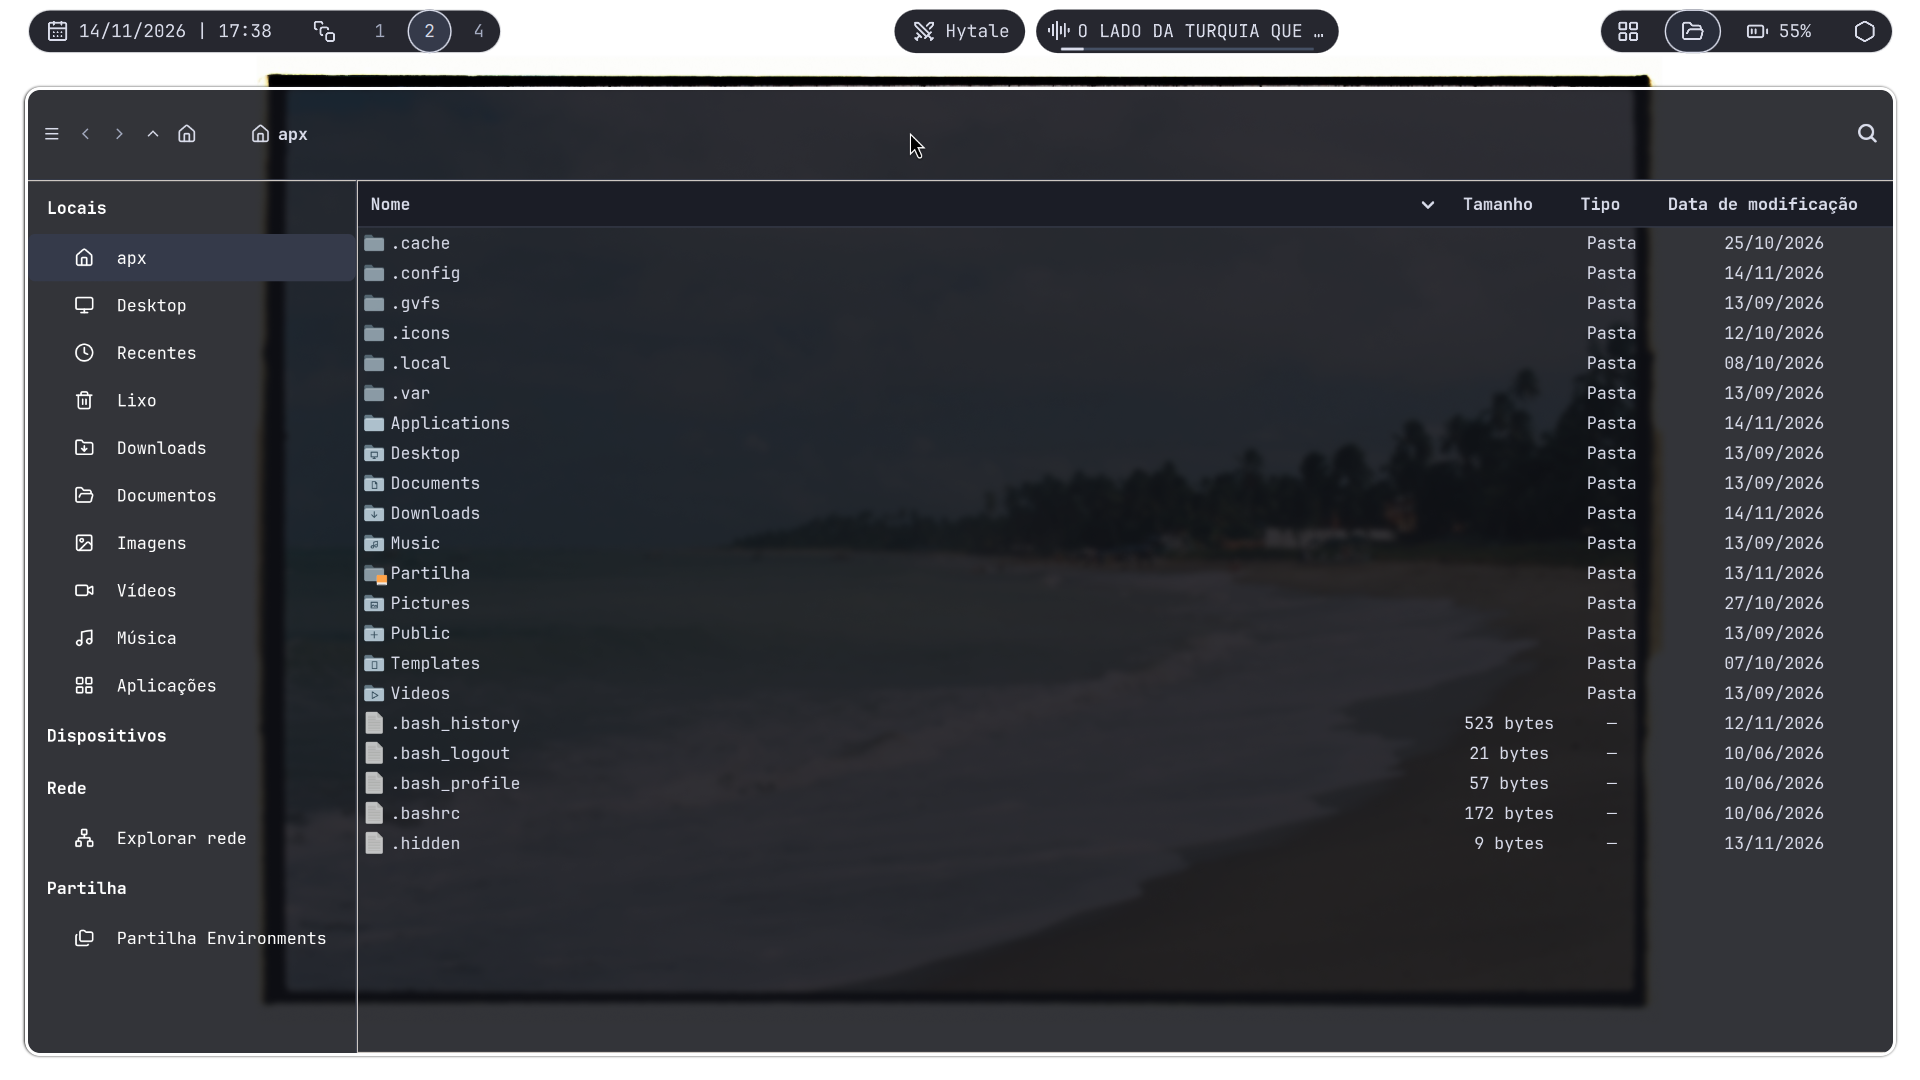 14/11/2026 | 17:38
1 2 4
Hytale
O LADO DA TURQUIA QUE …
55%
apx
Locais
apx
Desktop
Recentes
Lixo
Downloads
Documentos
Imagens
Vídeos
Música
Aplicações
Dispositivos
Rede
Explorar rede
Partilha
Partilha Environments
Nome Tamanho Tipo Data de modificação
.cache Pasta 25/10/2026
.config Pasta 14/11/2026
.gvfs Pasta 13/09/2026
.icons Pasta 12/10/2026
.local Pasta 08/10/2026
.var Pasta 13/09/2026
Applications Pasta 14/11/2026
Desktop Pasta 13/09/2026
Documents Pasta 13/09/2026
Downloads Pasta 14/11/2026
Music Pasta 13/09/2026
Partilha Pasta 13/11/2026
Pictures Pasta 27/10/2026
Public Pasta 13/09/2026
Templates Pasta 07/10/2026
Videos Pasta 13/09/2026
.bash_history 523 bytes — 12/11/2026
.bash_logout 21 bytes — 10/06/2026
.bash_profile 57 bytes — 10/06/2026
.bashrc 172 bytes — 10/06/2026
.hidden 9 bytes — 13/11/2026